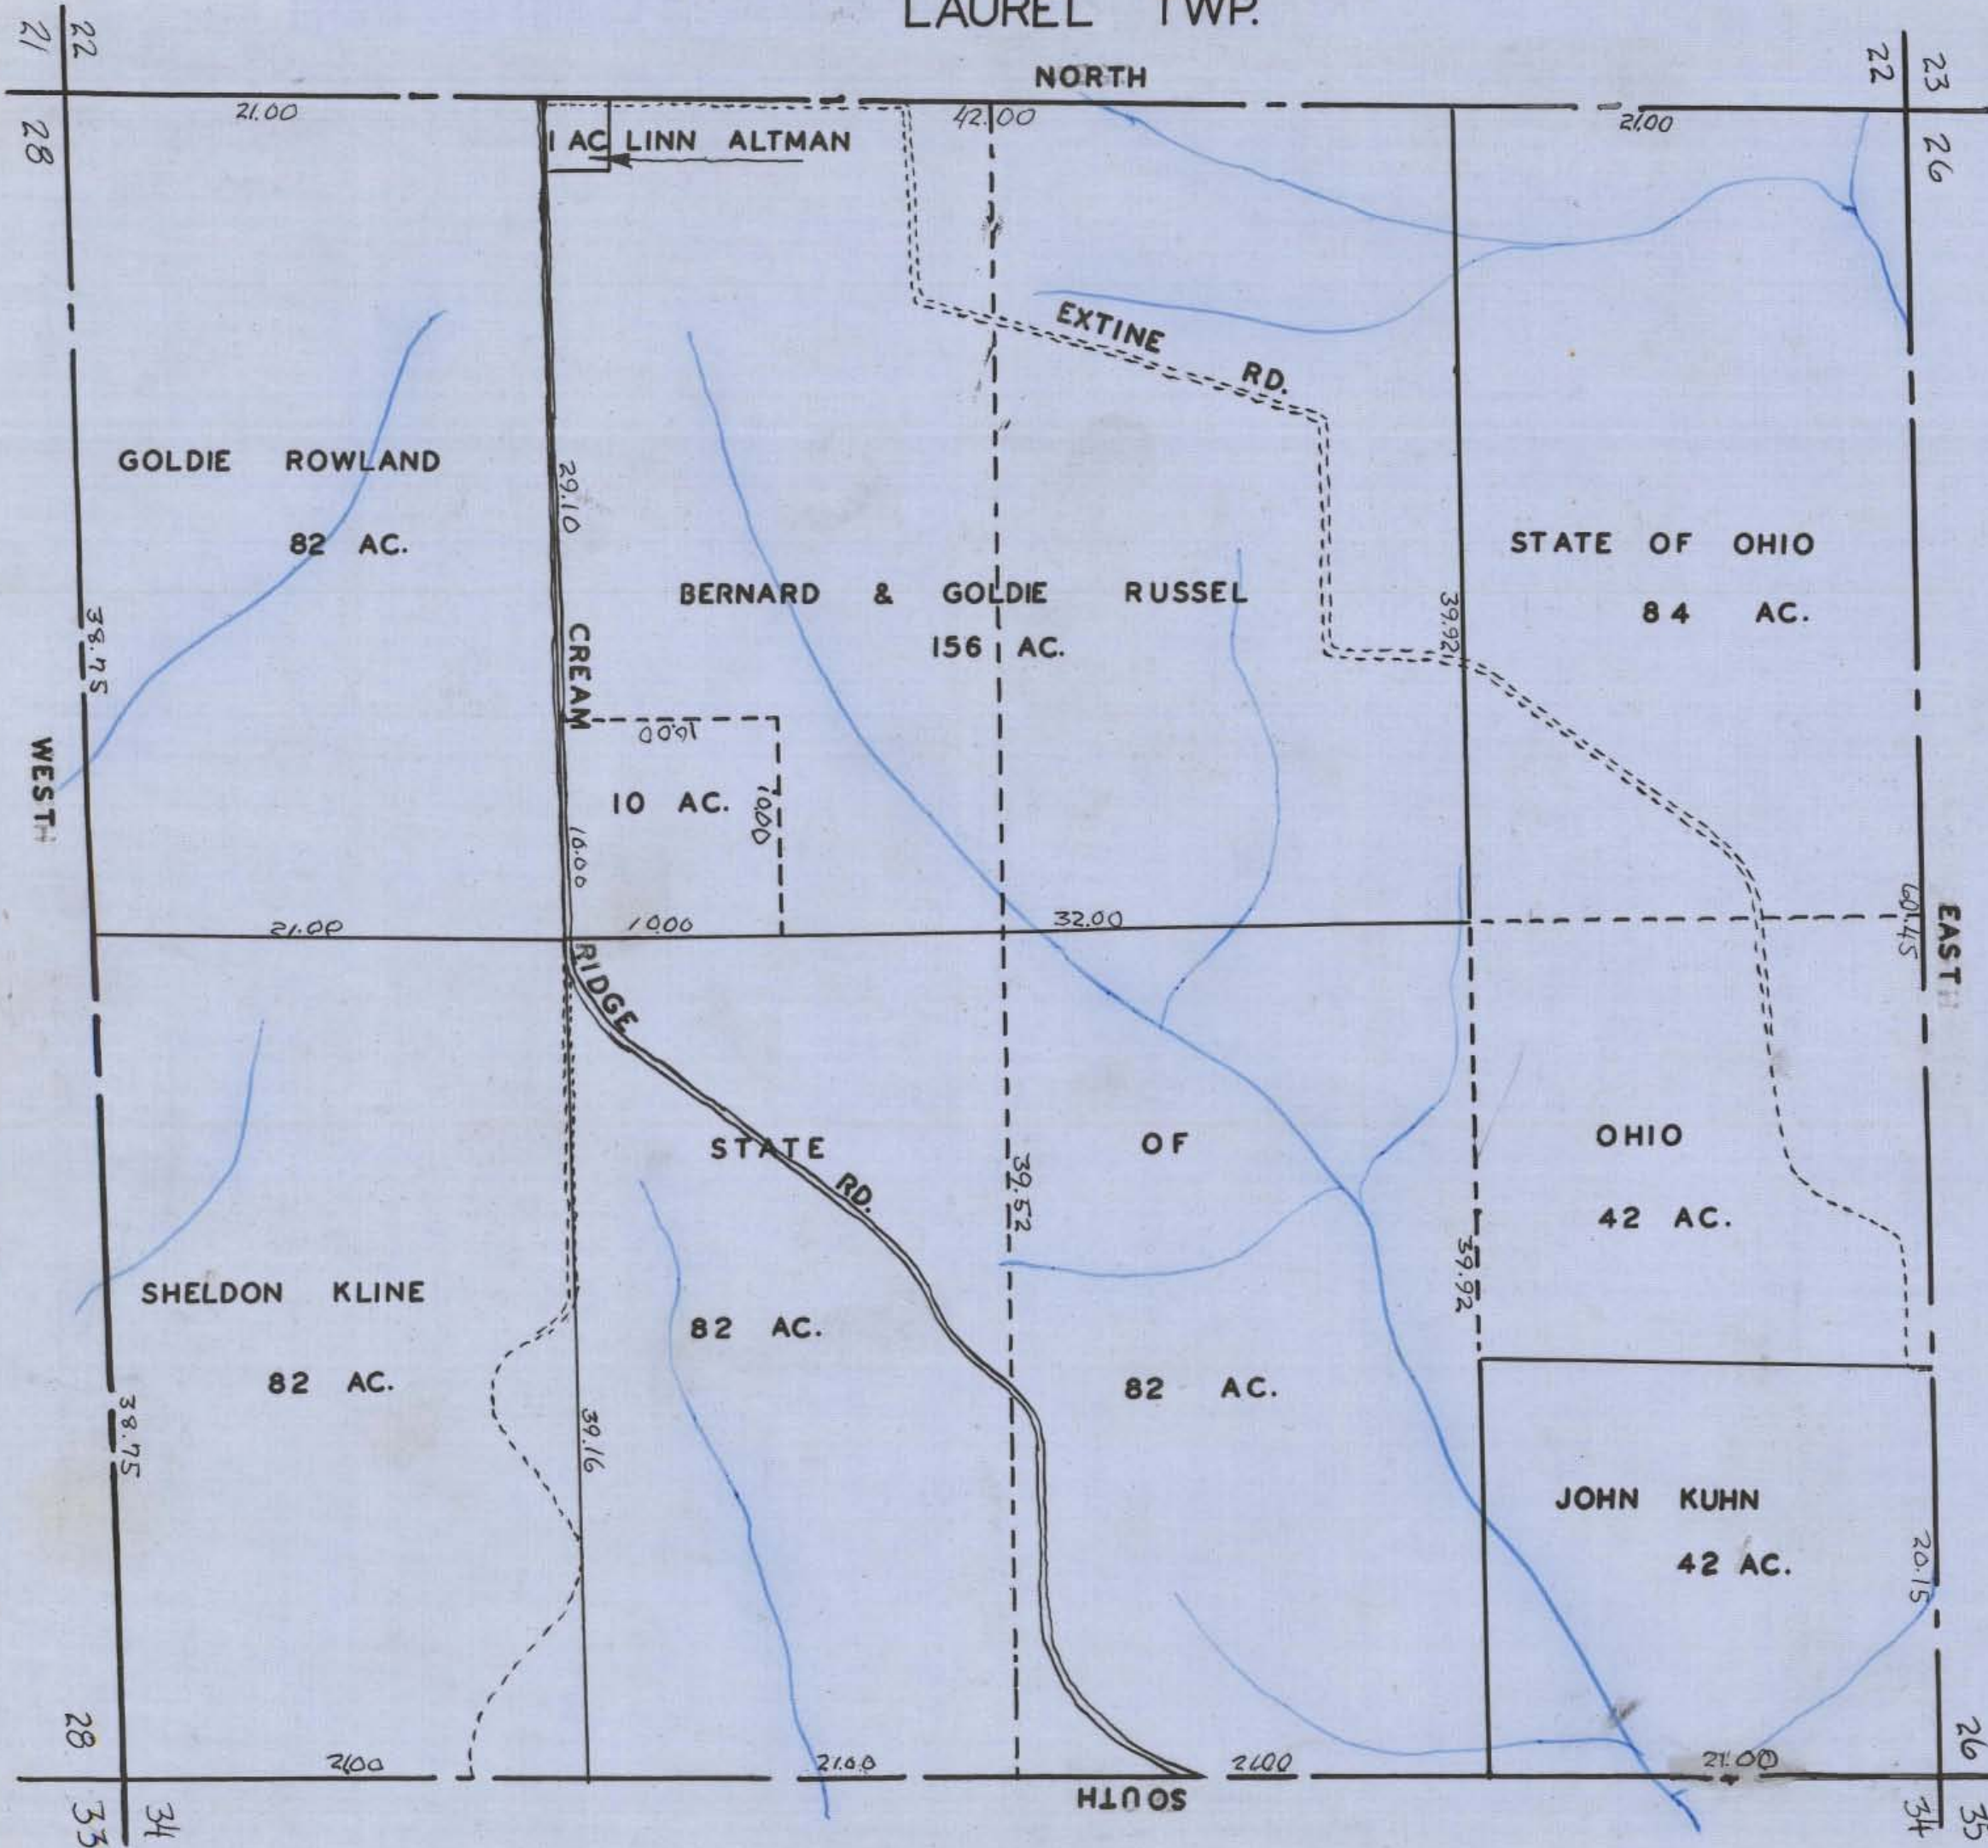 LAUREL TWP.
NORTH
22
21
28
23
22
26
21.00
42.00
21.00
1 AC LINN ALTMAN
EXTINE RD.
GOLDIE ROWLAND
82 AC.
29.10
BERNARD & GOLDIE RUSSEL
156 AC.
STATE OF OHIO
84 AC.
39.92
38.75
WEST
CREAM
10.00
10 AC.
10.00
10.00
21.00
10.00
32.00
60.45
EAST
RIDGE
RD.
STATE OF OHIO
42 AC.
39.52
39.92
SHELDON KLINE
82 AC.
82 AC.
82 AC.
38.75
39.16
JOHN KUHN
42 AC.
20.15
28
26
21.00
21.00
21.00
21.00
SOUTH
33
34
34